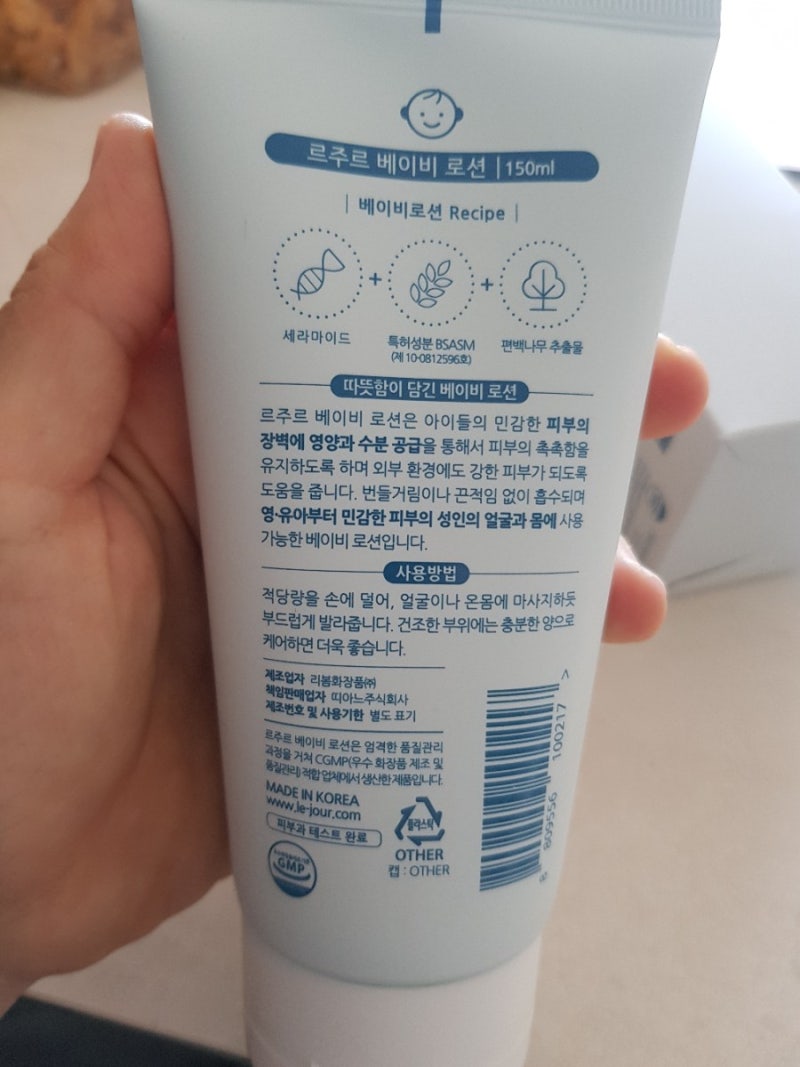 르주르 베이비 로션 | 150ml
| 베이비로션 Recipe |
세라마이드 + 특허성분 BSASM + 편백나무 추출물
(제 10-0812596호)
따뜻함이 담긴 베이비 로션
르주르 베이비 로션은 아이들의 민감한 피부의
장벽에 영양과 수분 공급을 통해서 피부의 촉촉함을
유지하도록 하며 외부 환경에도 강한 피부가 되도록
도움을 줍니다. 번들거림이나 끈적임 없이 흡수되며
영·유아부터 민감한 피부의 성인의 얼굴과 몸에 사용
가능한 베이비 로션입니다.
사용방법
적당량을 손에 덜어, 얼굴이나 온몸에 마사지하듯
부드럽게 발라줍니다. 건조한 부위에는 충분한 양으로
케어하면 더욱 좋습니다.
제조업자 리봄화장품㈜
책임판매업자 띠아느주식회사
제조번호 및 사용기한 별도 표기
르주르 베이비 로션은 엄격한 품질관리
과정을 거쳐 CGMP(우수 화장품 제조 및
품질관리) 적합 업체에서 생산한 제품입니다.
MADE IN KOREA
www.le-jour.com
피부과 테스트 완료
GMP
플라스틱
OTHER
캡 : OTHER
8 809556 100217 >